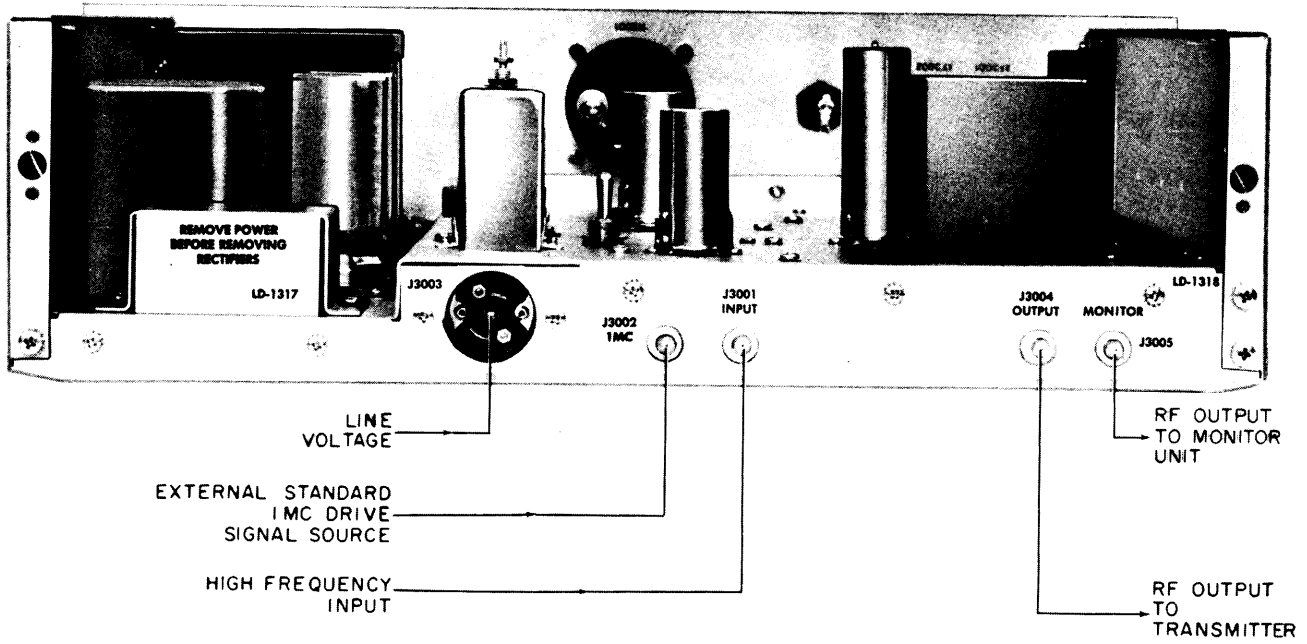 REMOVE POWER
BEFORE REMOVING
RECTIFIERS
LD-1317
J3003
J3002
1MC
J3001
INPUT
J3004
OUTPUT
MONITOR
J3005
LD-1318
LINE
VOLTAGE
EXTERNAL STANDARD
1MC DRIVE
SIGNAL SOURCE
HIGH FREQUENCY
INPUT
RF OUTPUT
TO MONITOR
UNIT
RF OUTPUT
TO
TRANSMITTER